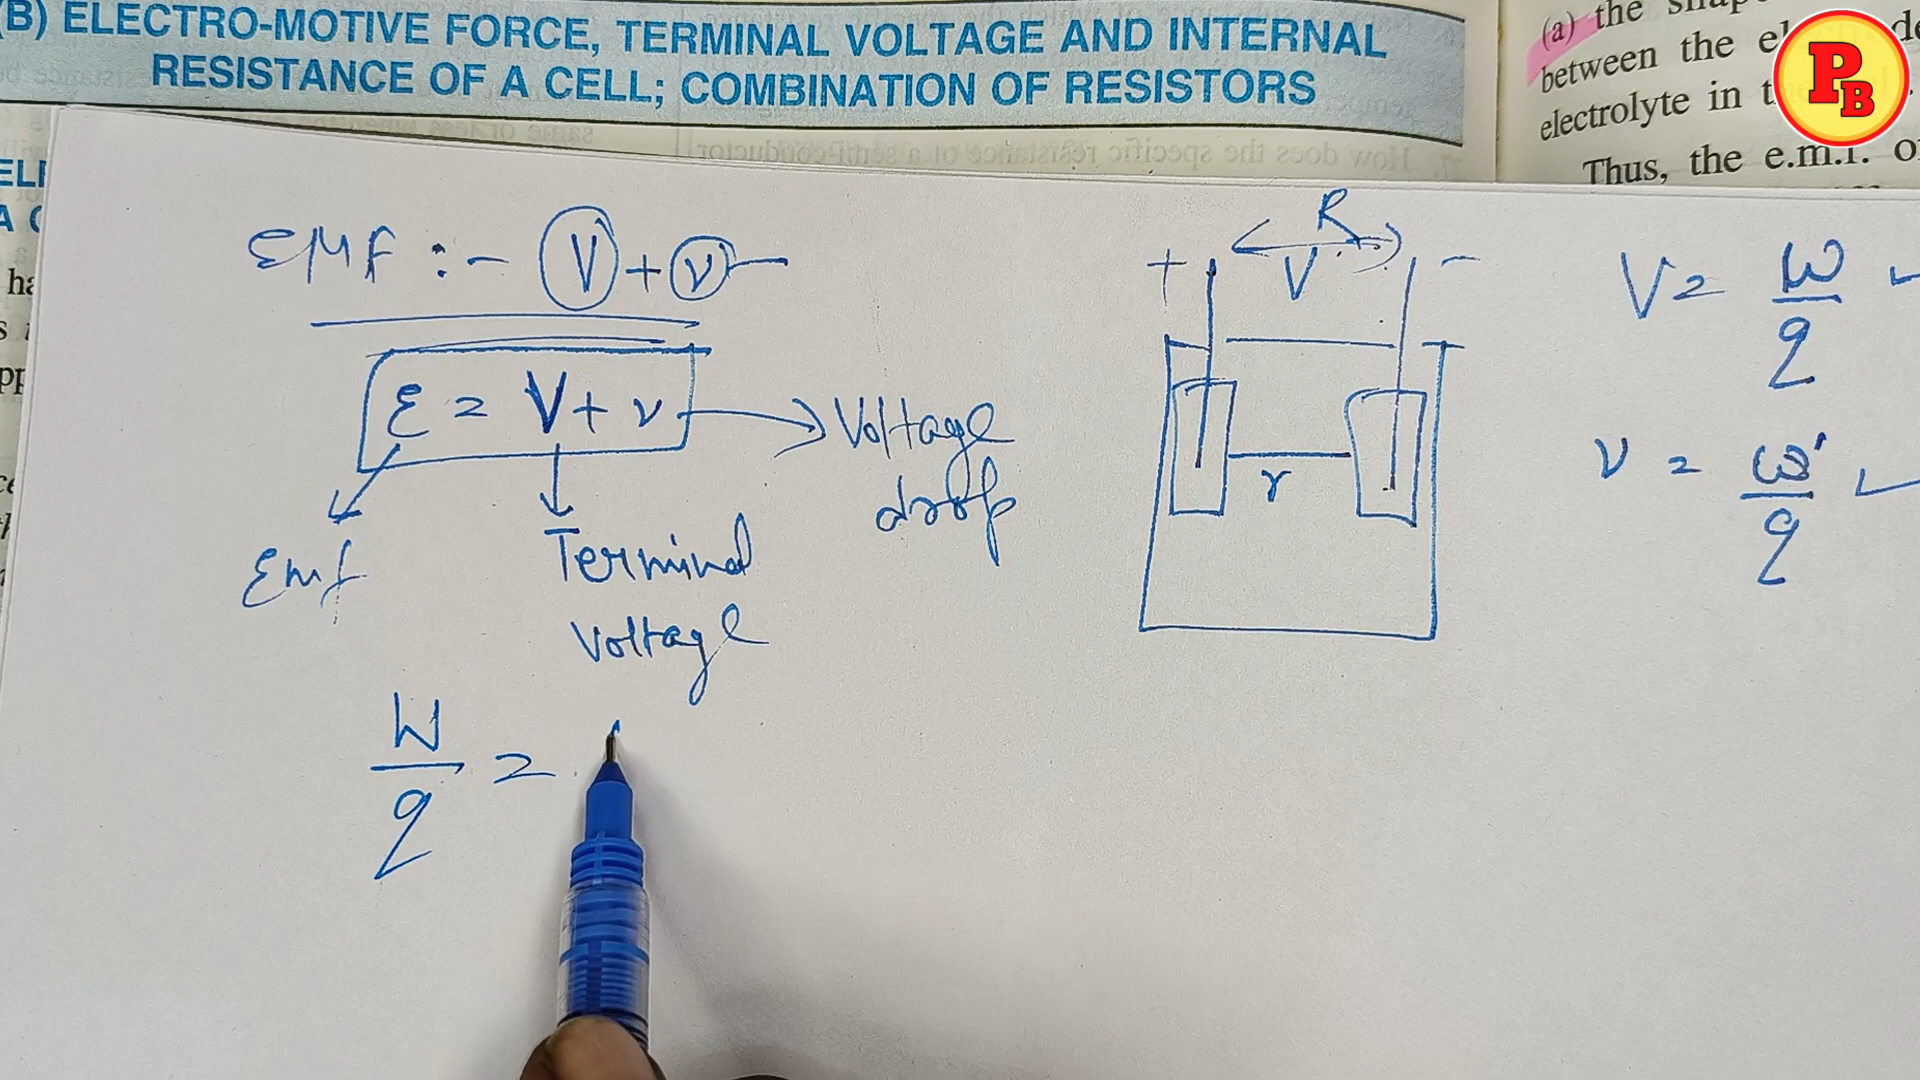 (B) ELECTRO-MOTIVE FORCE, TERMINAL VOLTAGE AND INTERNAL
RESISTANCE OF A CELL; COMBINATION OF RESISTORS
(a) the
between the
electrolyte in
Thus, the e.m.f.
PB
EMF :- V + v
ε = V + v
Voltage
drop
Emf
Terminal
Voltage
W
q
=
R
+ V -
r
V = W
q
v = W'
q